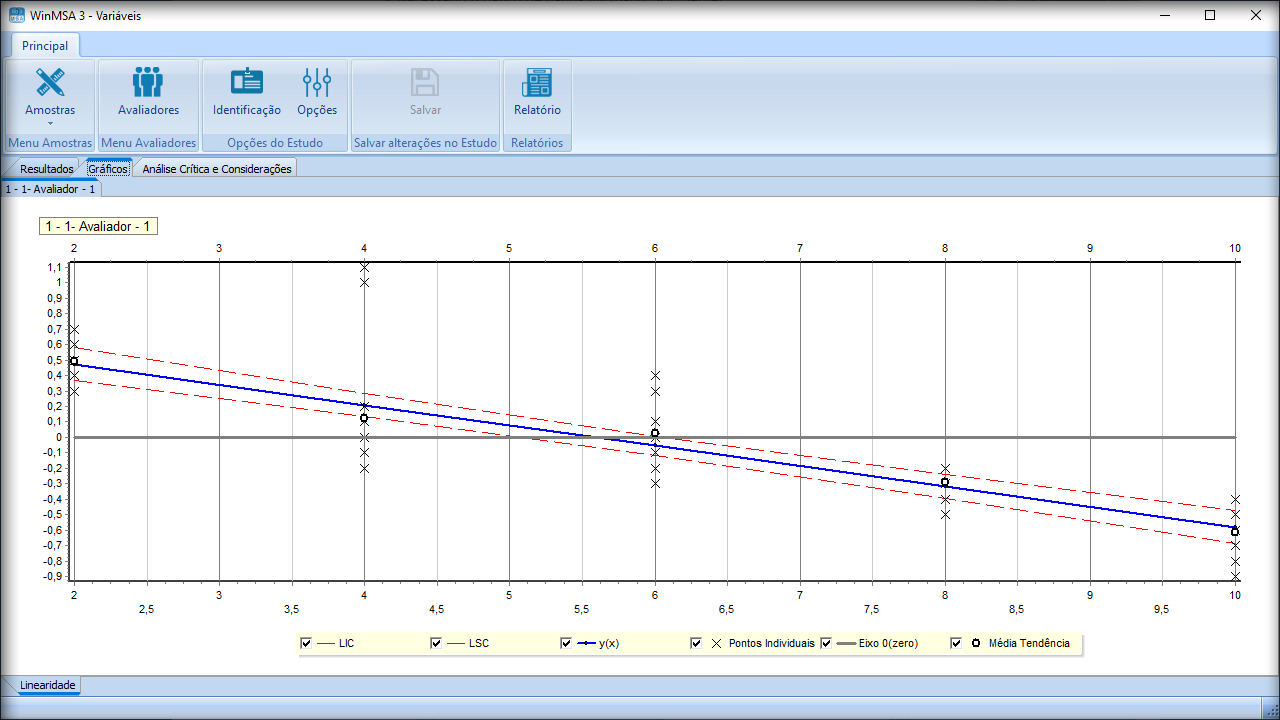 WinMSA 3 - Variáveis
Principal
Amostras
Avaliadores
Identificação
Opções
Salvar
Relatório
Menu Amostras
Menu Avaliadores
Opções do Estudo
Salvar alterações no Estudo
Relatórios
Resultados
Gráficos
Análise Crítica e Considerações
1 - 1- Avaliador - 1
1 - 1- Avaliador - 1
2 3 4 5 6 7 8 9 10
1,1
1
0,9
0,8
0,7
0,6
0,5
0,4
0,3
0,2
0,1
0
-0,1
-0,2
-0,3
-0,4
-0,5
-0,6
-0,7
-0,8
-0,9
2 3 4 5 6 7 8 9 10
2,5 3,5 4,5 5,5 6,5 7,5 8,5 9,5
LIC LSC y(x) Pontos Individuais Eixo 0(zero) Média Tendência
Linearidade